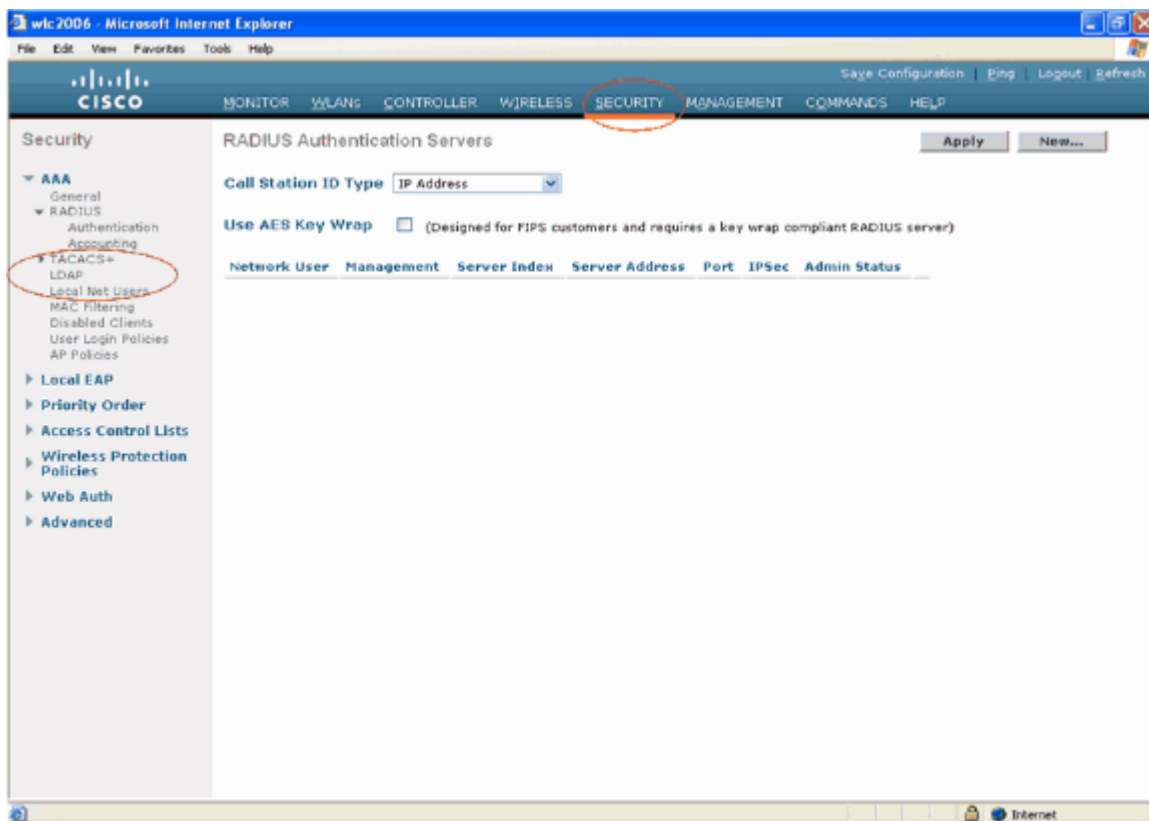 wlc2006 - Microsoft Internet Explorer
File Edit View Favorites Tools Help
Save Configuration | Ping | Logout | Refresh
CISCO
MONITOR WLANs CONTROLLER WIRELESS SECURITY MANAGEMENT COMMANDS HELP
Security
AAA
General
RADIUS
Authentication
Accounting
TACACS+
LDAP
Local Net Users
MAC Filtering
Disabled Clients
User Login Policies
AP Policies
Local EAP
Priority Order
Access Control Lists
Wireless Protection
Policies
Web Auth
Advanced
RADIUS Authentication Servers
Apply New...
Call Station ID Type IP Address
Use AES Key Wrap (Designed for FIPS customers and requires a key wrap compliant RADIUS server)
Network User Management Server Index Server Address Port IPSec Admin Status
Internet